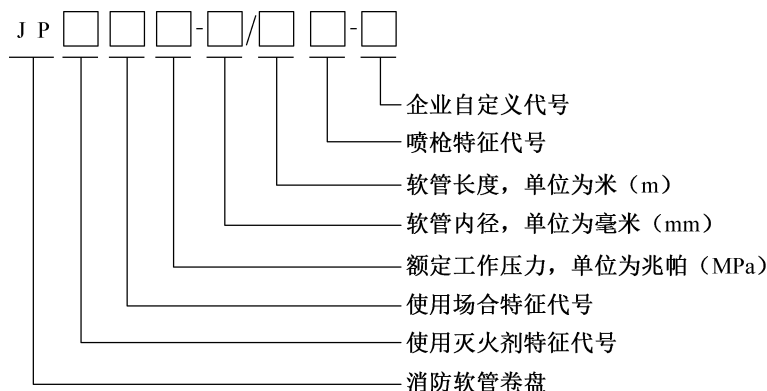 JP□□□-□/□□-□
企业自定义代号
喷枪特征代号
软管长度，单位为米（m）
软管内径，单位为毫米（mm）
额定工作压力，单位为兆帕（MPa）
使用场合特征代号
使用灭火剂特征代号
消防软管卷盘